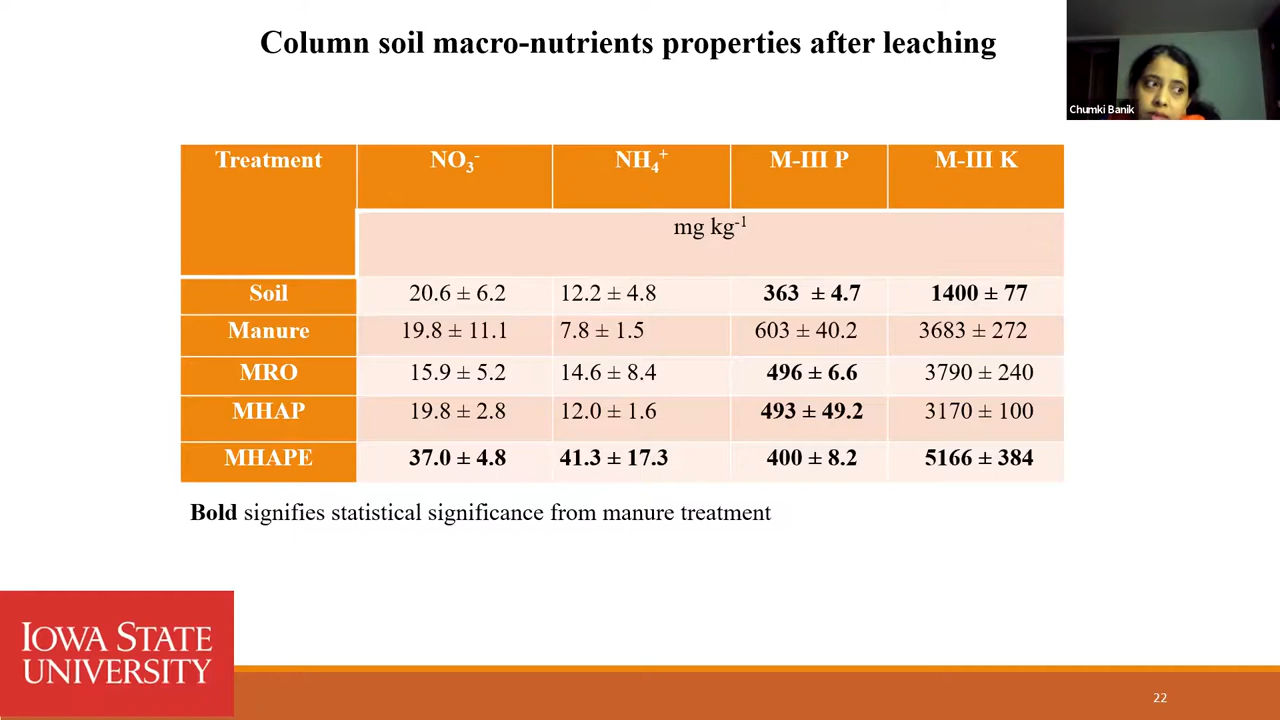 Column soil macro-nutrients properties after leaching
Chumki Banik
Treatment NO₃⁻ NH₄⁺ M-III P M-III K
mg kg⁻¹
Soil 20.6 ± 6.2 12.2 ± 4.8 363 ± 4.7 1400 ± 77
Manure 19.8 ± 11.1 7.8 ± 1.5 603 ± 40.2 3683 ± 272
MRO 15.9 ± 5.2 14.6 ± 8.4 496 ± 6.6 3790 ± 240
MHAP 19.8 ± 2.8 12.0 ± 1.6 493 ± 49.2 3170 ± 100
MHAPE 37.0 ± 4.8 41.3 ± 17.3 400 ± 8.2 5166 ± 384
Bold signifies statistical significance from manure treatment
IOWA STATE
UNIVERSITY
22